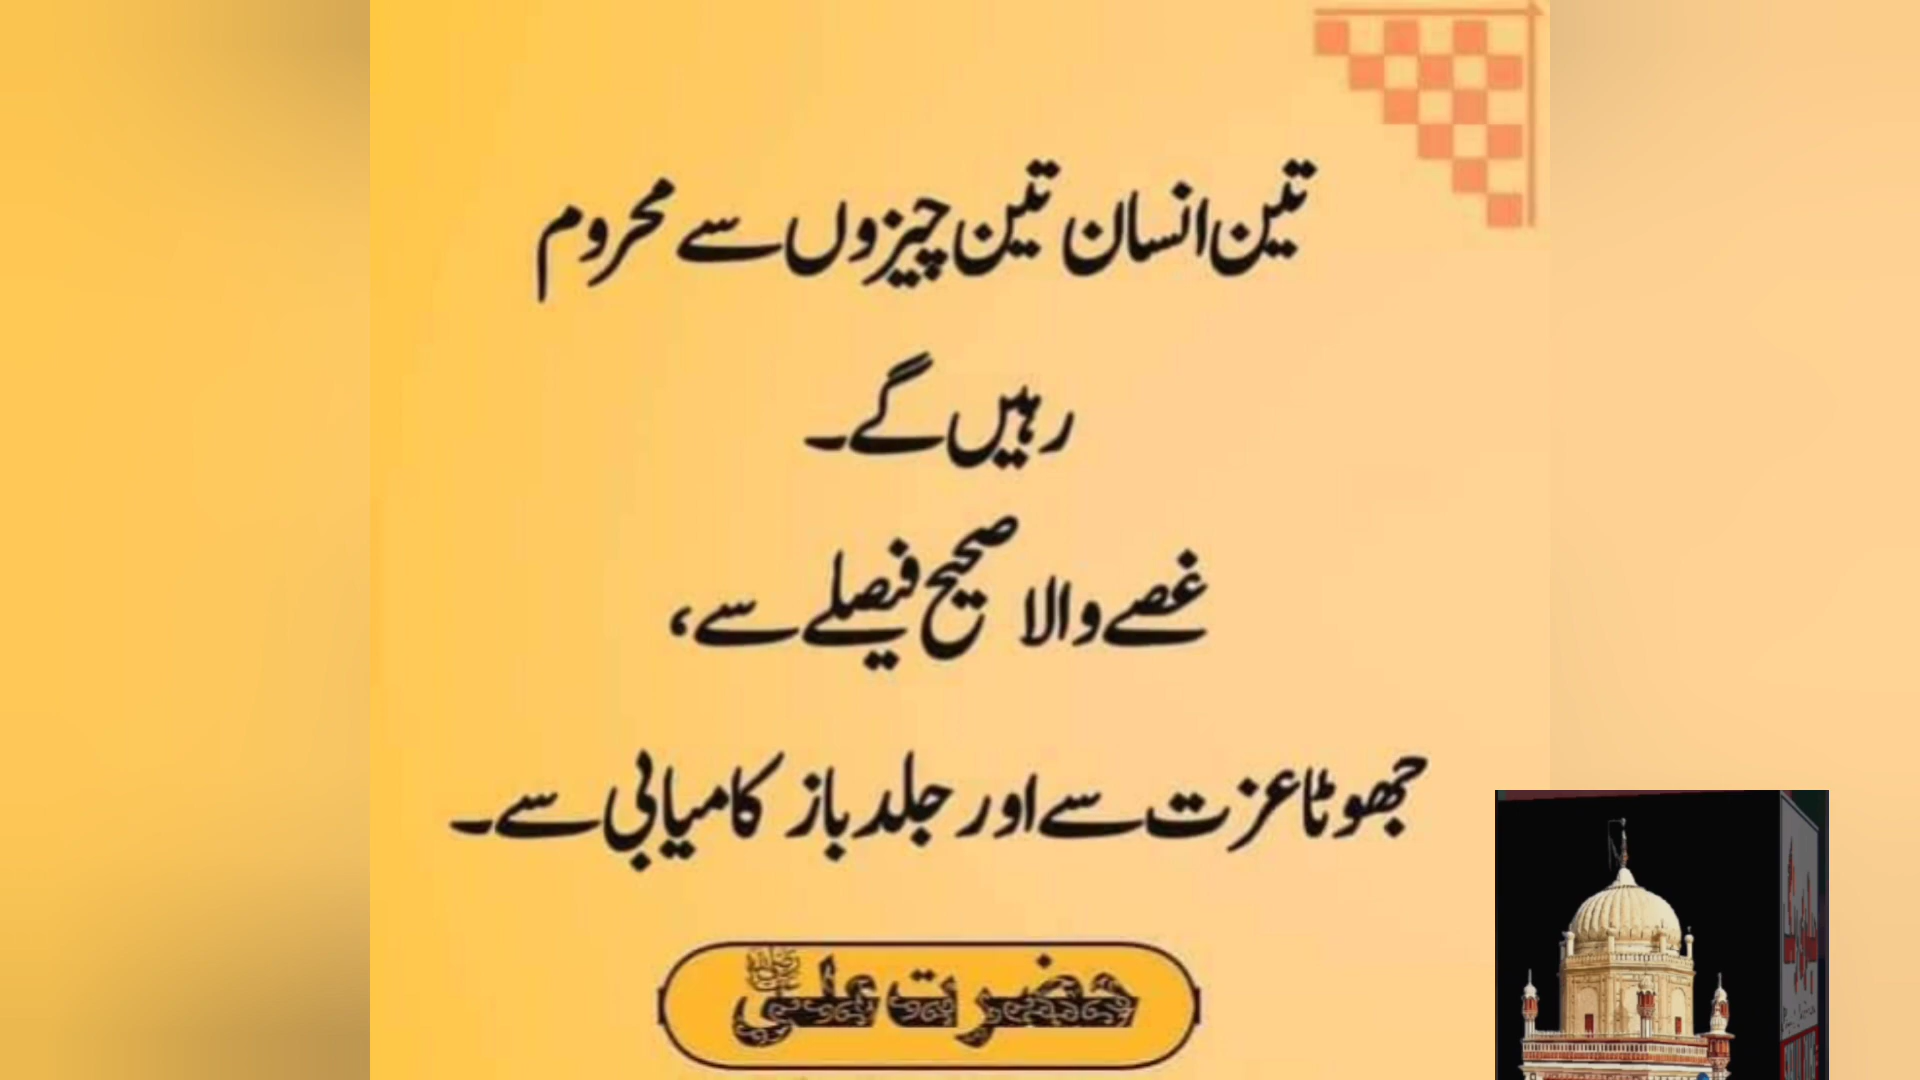 تین انسان تین چیزوں سے محروم
رہیں گے۔
غصے والا صحیح فیصلے سے،
جھوٹا عزت سے اور جلد باز کامیابی سے۔
حضرت علیؓ